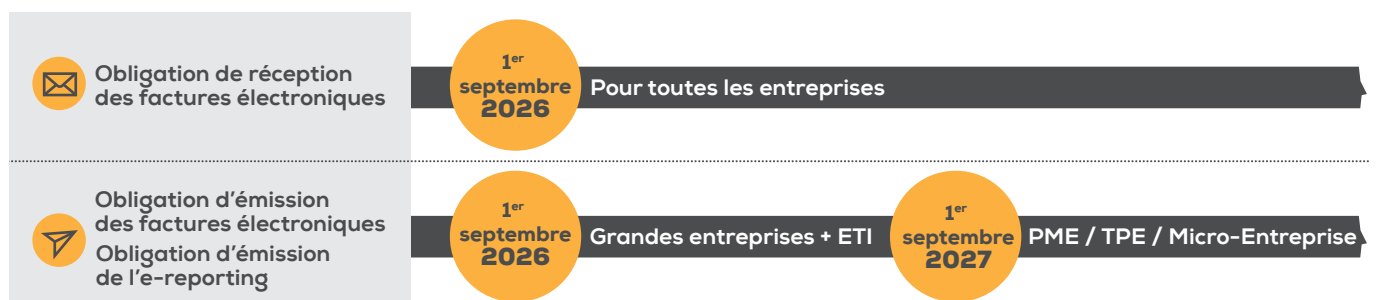 Obligation de réception
des factures électroniques
1er
septembre
2026
Pour toutes les entreprises
Obligation d’émission
des factures électroniques
Obligation d’émission
de l’e-reporting
1er
septembre
2026
Grandes entreprises + ETI
1er
septembre
2027
PME / TPE / Micro-Entreprise